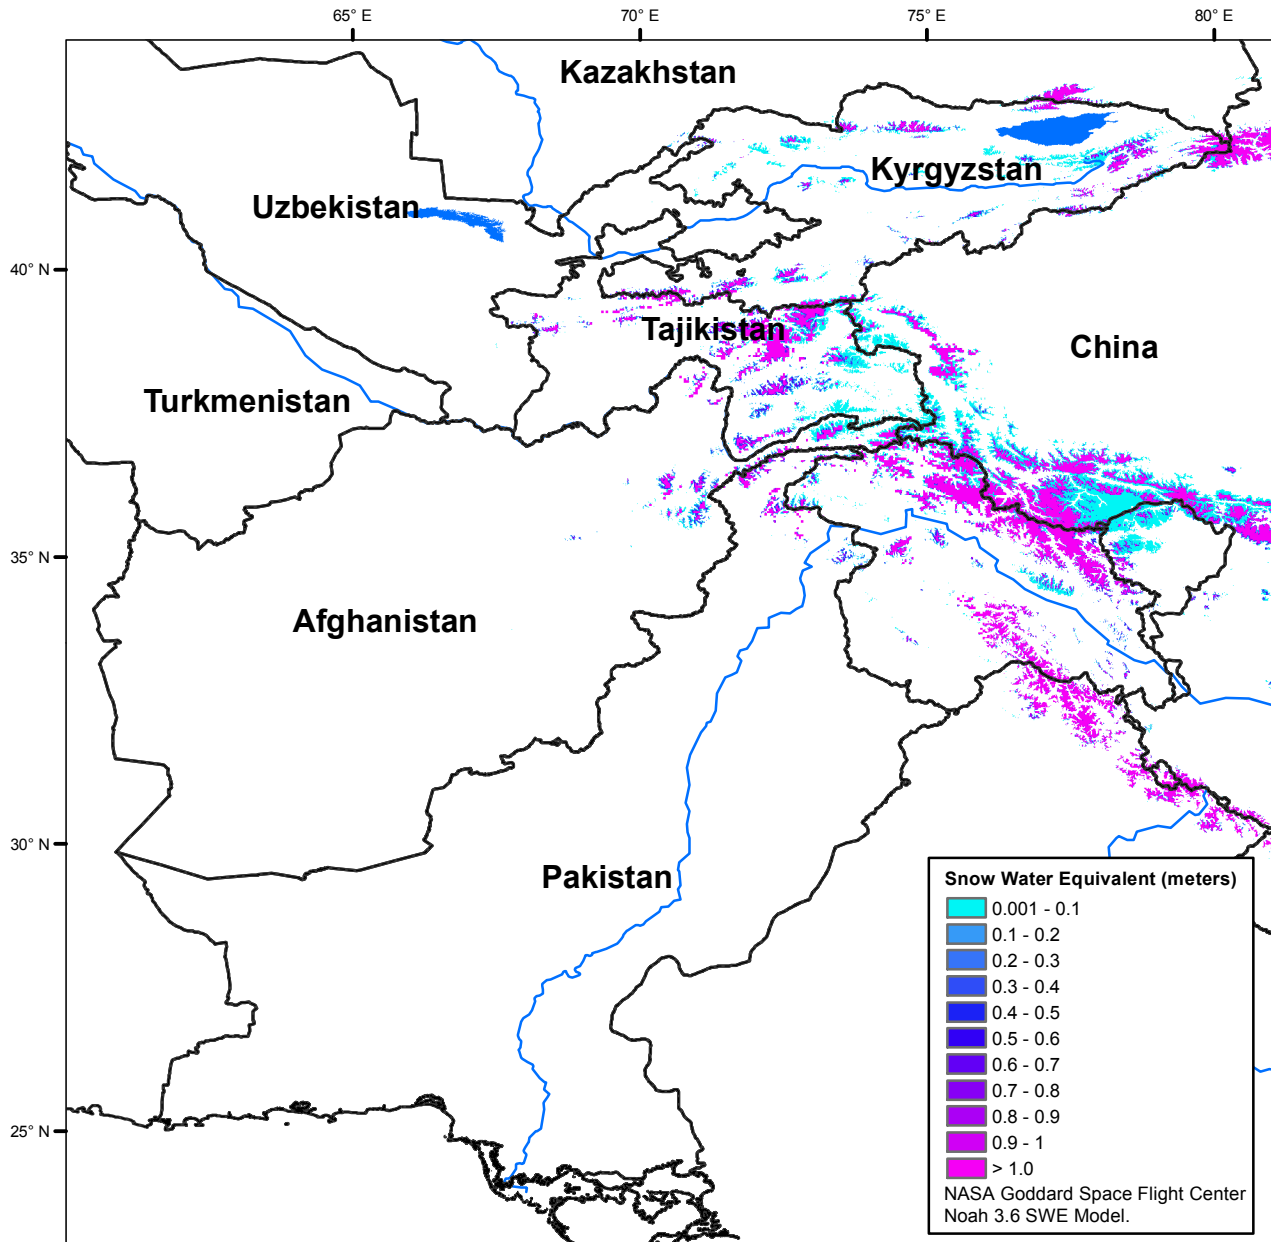 65° E
70° E
75° E
80° E
Kazakhstan
Kyrgyzstan
Uzbekistan
40° N
Tajikistan
China
Turkmenistan
35° N
Afghanistan
30° N
Pakistan
25° N
Snow Water Equivalent (meters)
0.001 - 0.1
0.1 - 0.2
0.2 - 0.3
0.3 - 0.4
0.4 - 0.5
0.5 - 0.6
0.6 - 0.7
0.7 - 0.8
0.8 - 0.9
0.9 - 1
> 1.0
NASA Goddard Space Flight Center
Noah 3.6 SWE Model.